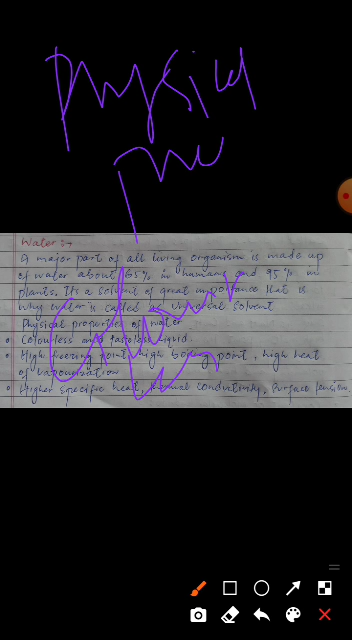 Physical
Water :-
A major part of all living organism is made up
of water about 65% in humans and 95% in
plants. It's a solvent of great importance that is
why water is called as universal solvent
Physical properties of water
Colourless and tasteless liquid.
High freezing point, high boiling point, high heat
of vapourisation
Higher specific heat, thermal conductivity, surface tension,